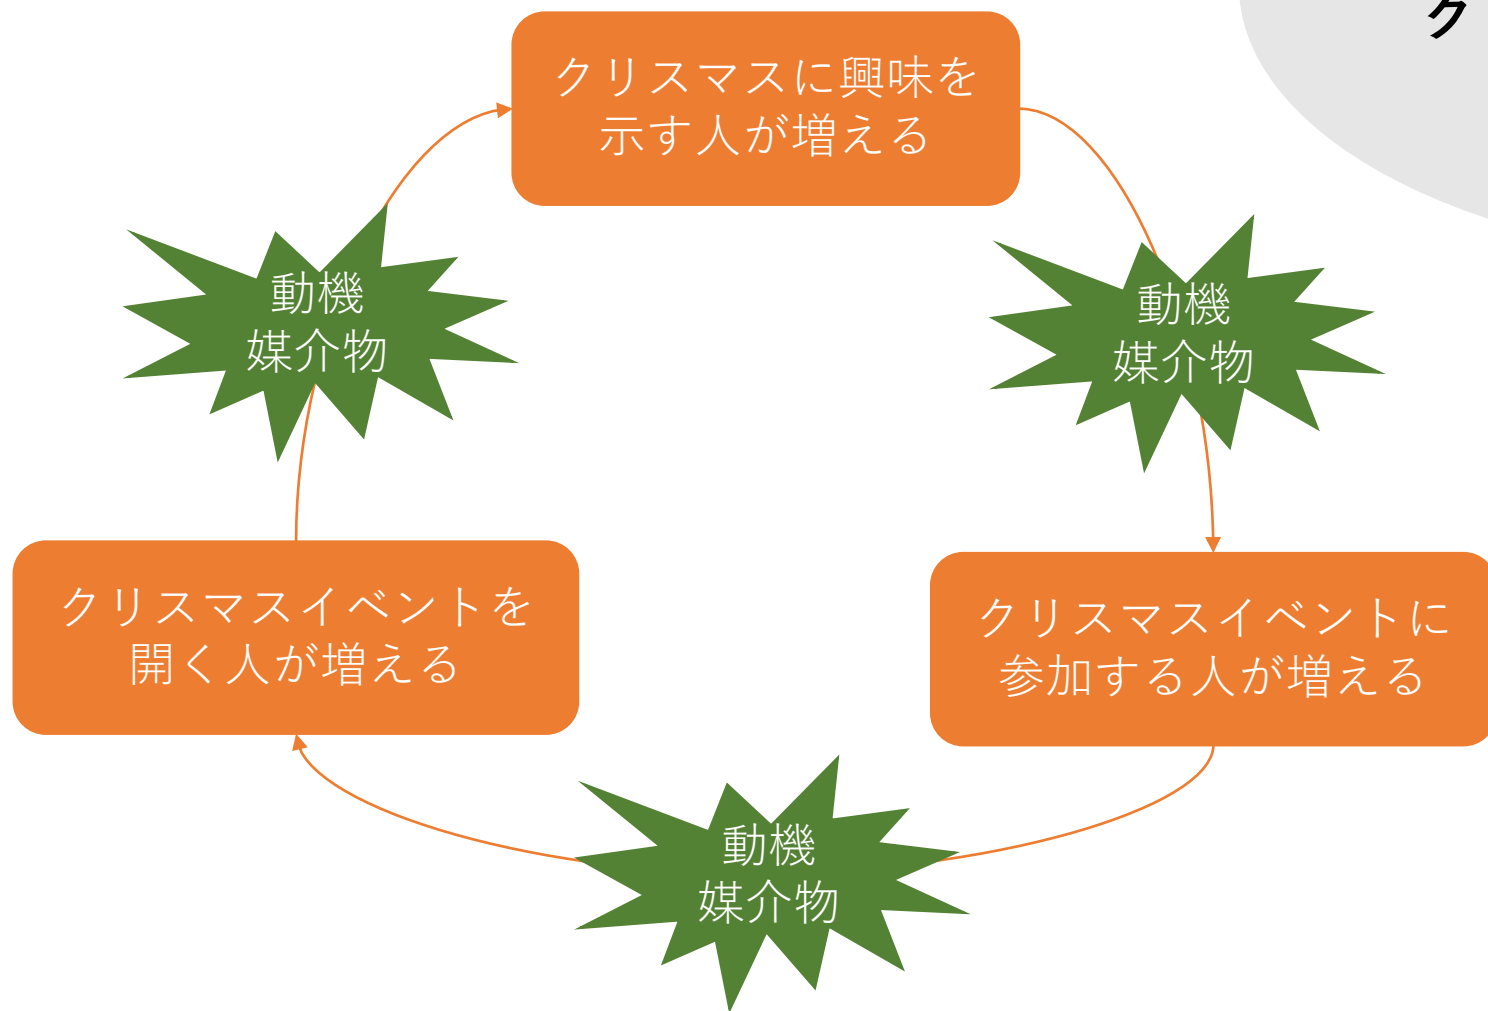 ク
クリスマスに興味を
示す人が増える
動機
媒介物
動機
媒介物
クリスマスイベントを
開く人が増える
クリスマスイベントに
参加する人が増える
動機
媒介物